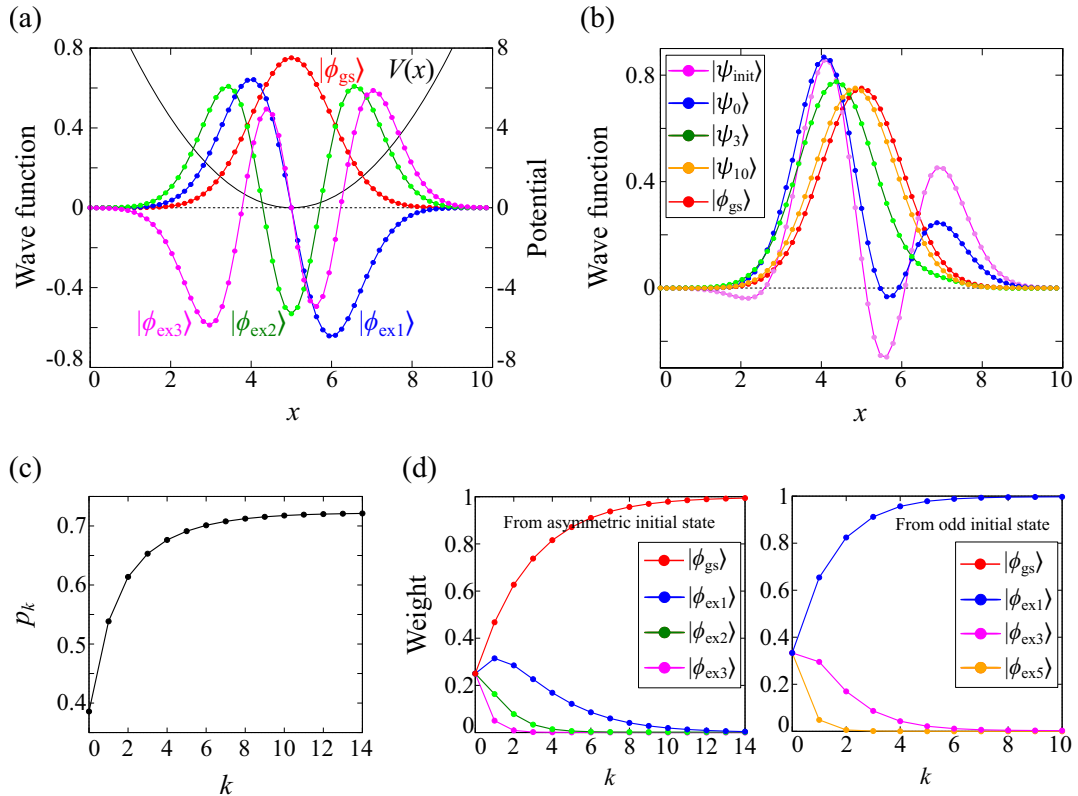 (a)
0.8
0.4
0
-0.4
-0.8
Wave function
8
4
0
-4
-8
Potential
V(x)
|ϕgs⟩
|ϕex3⟩
|ϕex2⟩
|ϕex1⟩
0 2 4 6 8 10
x
(b)
0.8
0.4
0
Wave function
|ψinit⟩
|ψ0⟩
|ψ3⟩
|ψ10⟩
|ϕgs⟩
0 2 4 6 8 10
x
(c)
0.7
0.6
0.5
0.4
pk
0 2 4 6 8 10 12 14
k
(d)
1
0.8
0.6
0.4
0.2
0
Weight
From asymmetric initial state
|ϕgs⟩
|ϕex1⟩
|ϕex2⟩
|ϕex3⟩
0 2 4 6 8 10 12 14
k
1
0.8
0.6
0.4
0.2
0
From odd initial state
|ϕgs⟩
|ϕex1⟩
|ϕex3⟩
|ϕex5⟩
0 2 4 6 8 10
k